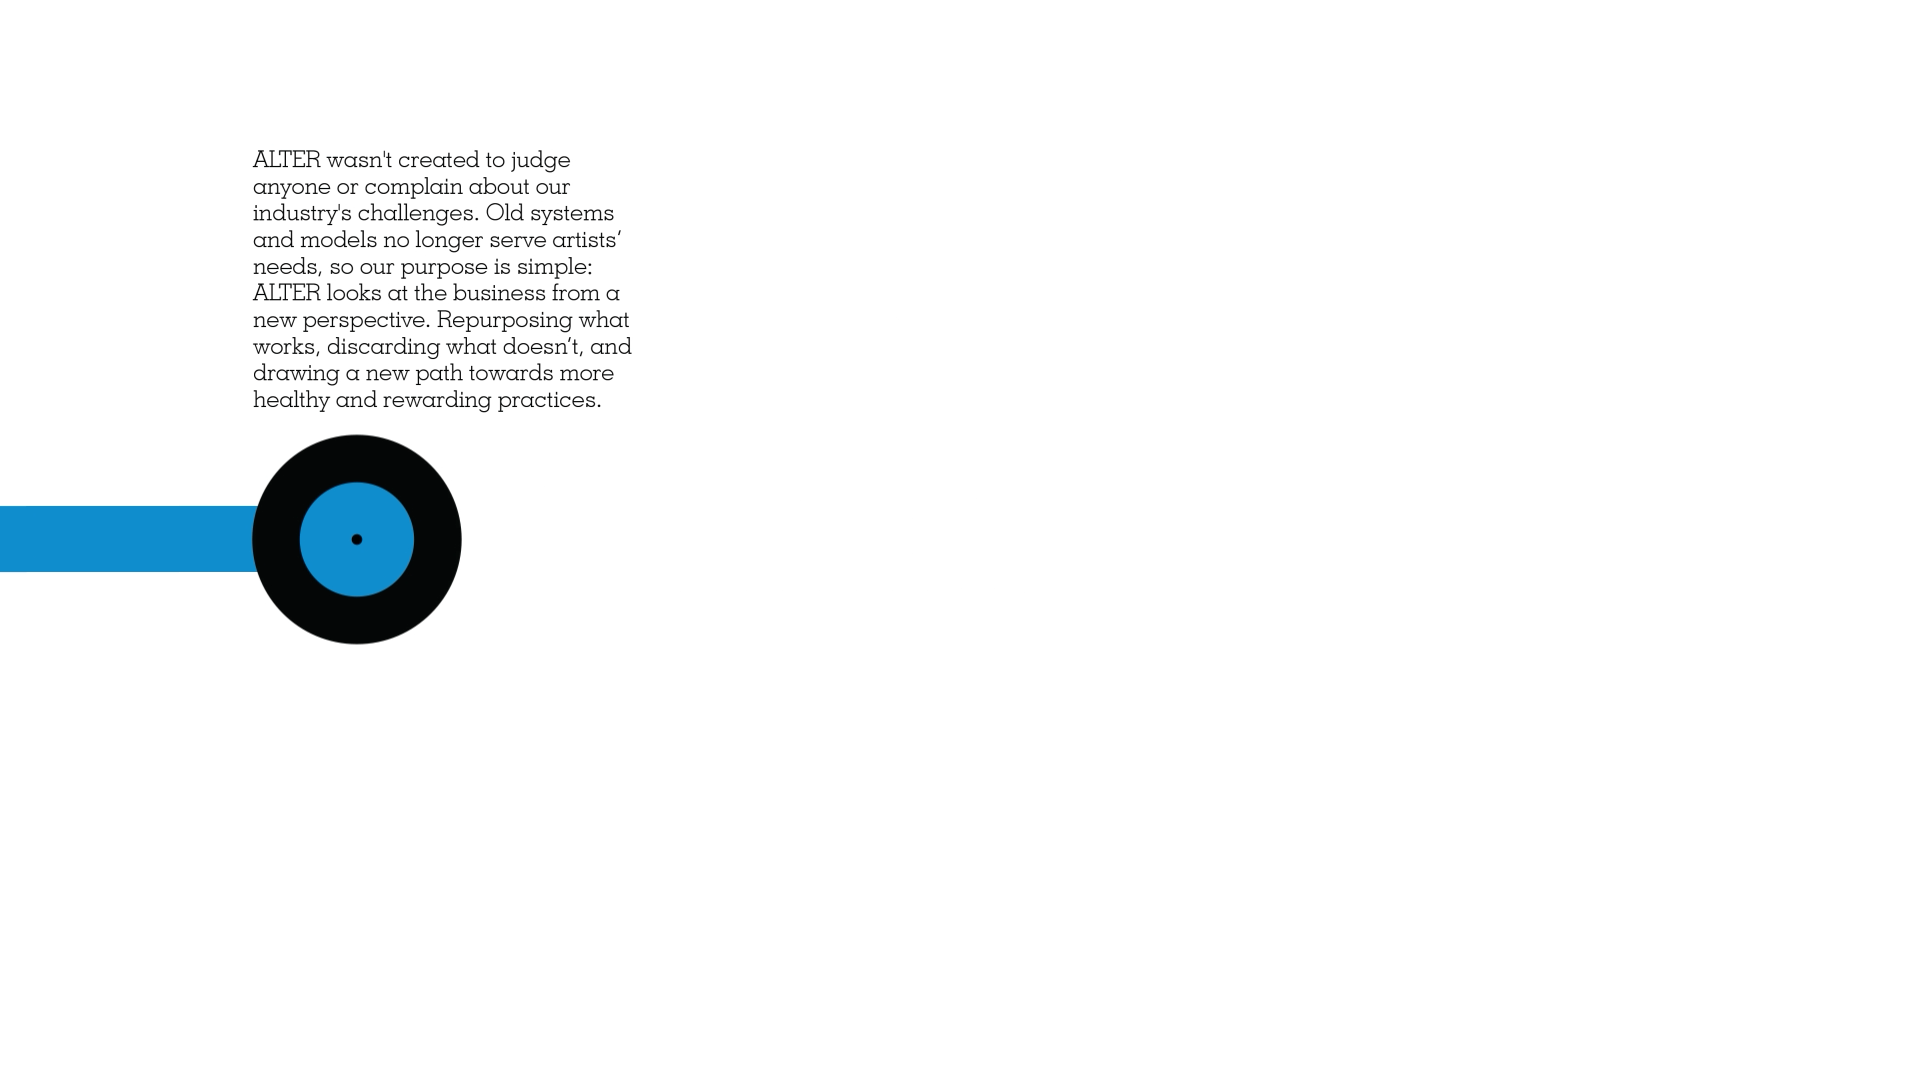 ALTER wasn't created to judge
anyone or complain about our
industry's challenges. Old systems
and models no longer serve artists’
needs, so our purpose is simple:
ALTER looks at the business from a
new perspective. Repurposing what
works, discarding what doesn’t, and
drawing a new path towards more
healthy and rewarding practices.